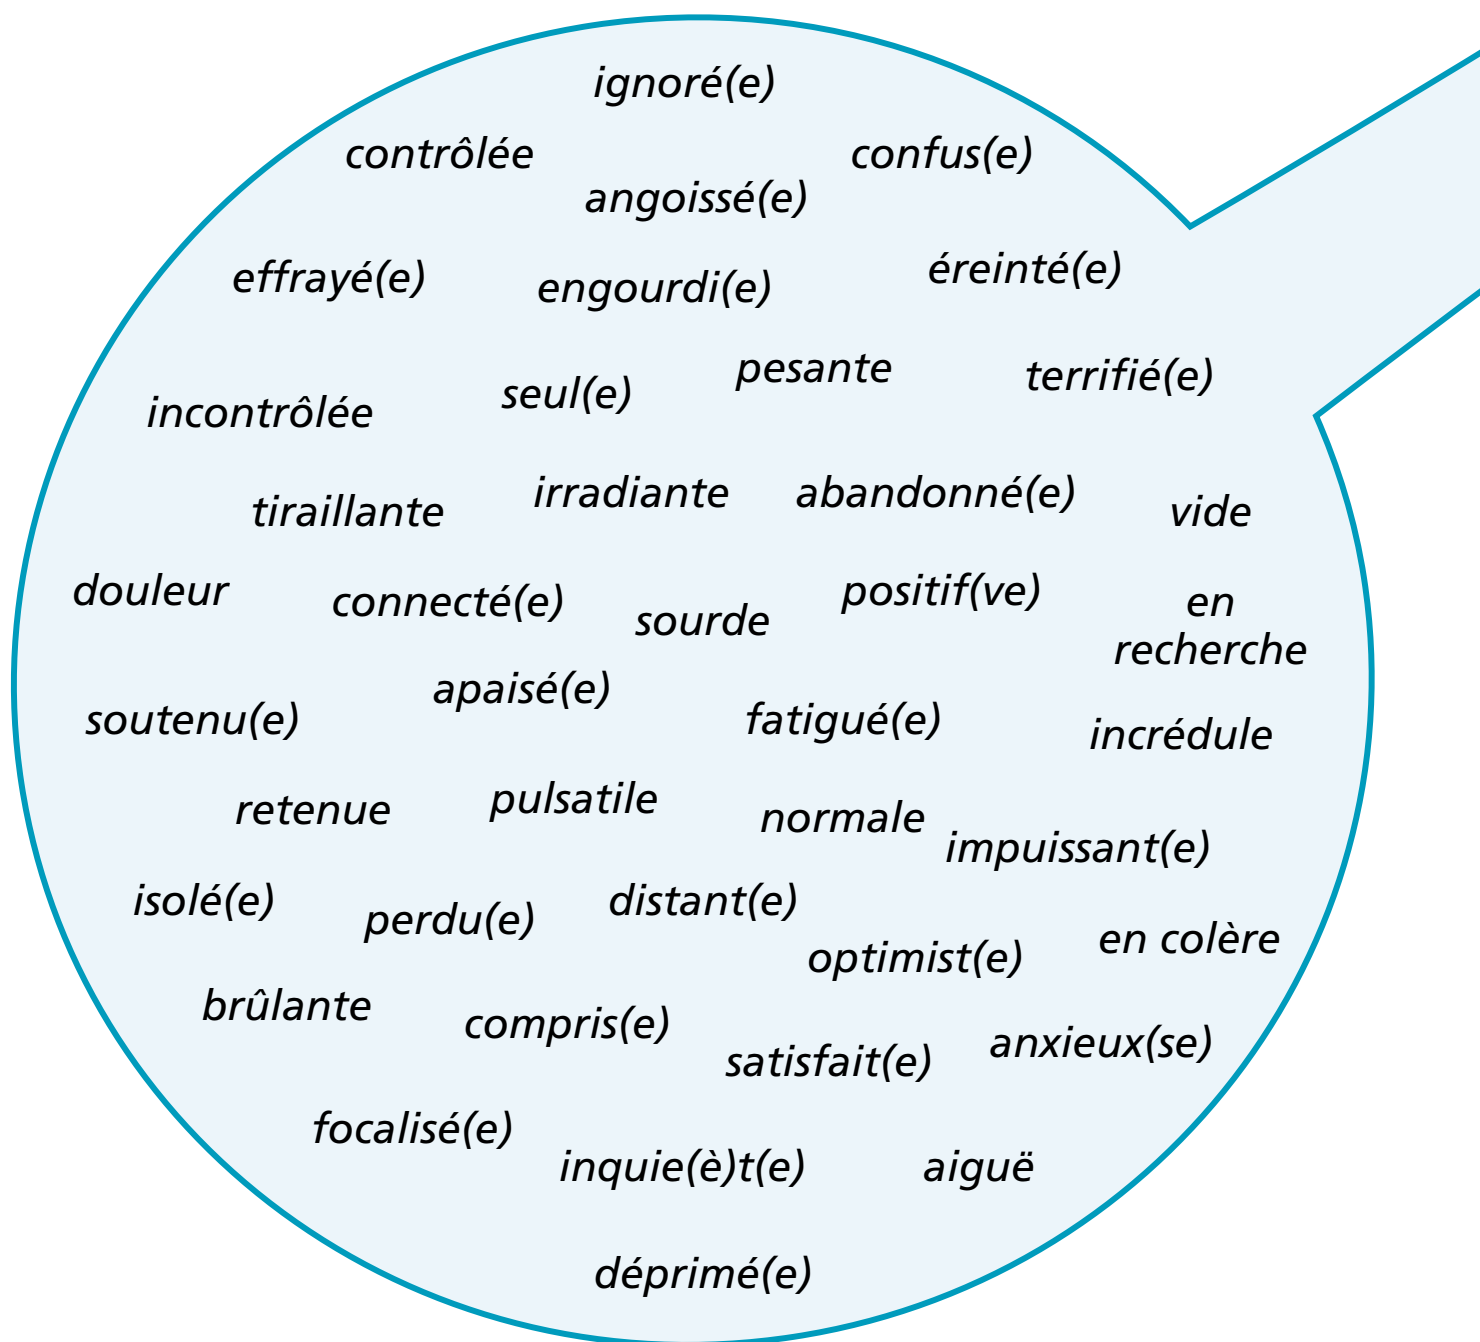 ignoré(e)
contrôlée
confus(e)
angoissé(e)
effrayé(e)
engourdi(e)
éreinté(e)
incontrôlée
seul(e)
pesante
terrifié(e)
tiraillante
irradiante
abandonné(e)
vide
douleur
connecté(e)
sourde
positif(ve)
en
recherche
soutenu(e)
apaisé(e)
fatigué(e)
incrédule
retenue
pulsatile
normale
impuissant(e)
isolé(e)
perdu(e)
distant(e)
optimist(e)
en colère
brûlante
compris(e)
satisfait(e)
anxieux(se)
focalisé(e)
inquie(è)t(e)
aiguë
déprimé(e)